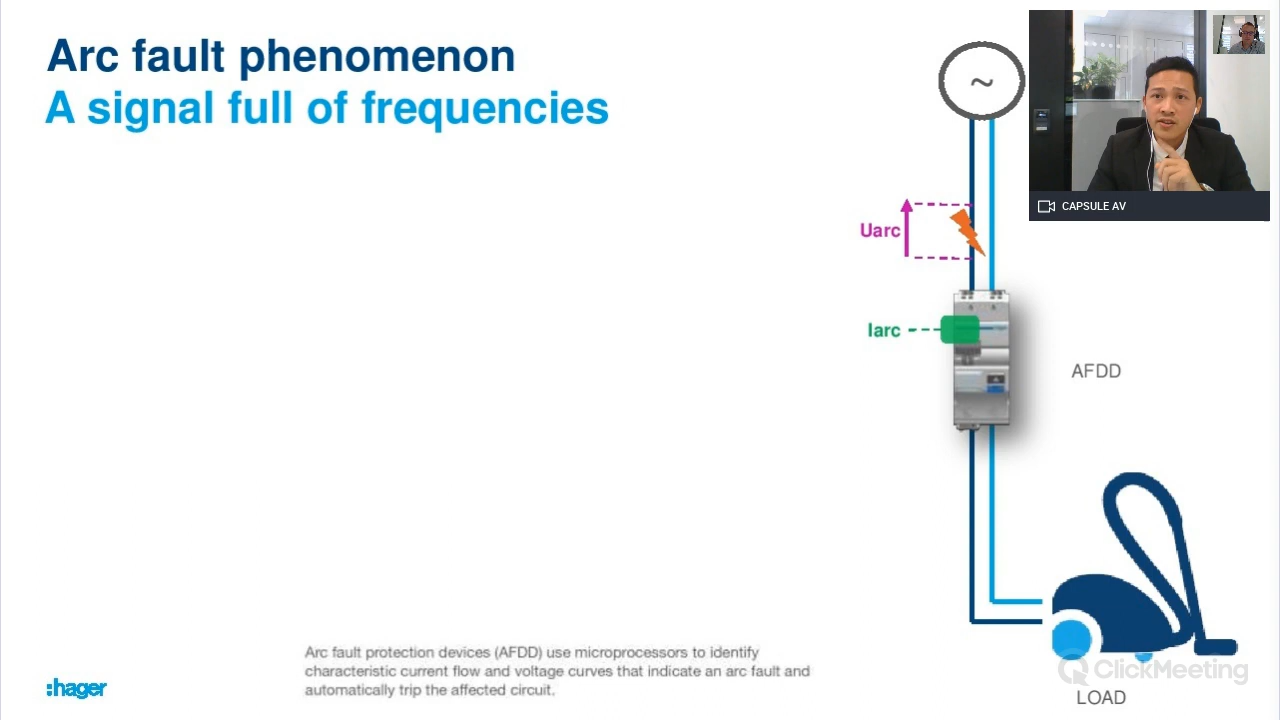 Arc fault phenomenon
A signal full of frequencies
~
CAPSULE AV
Uarc
Iarc
AFDD
Arc fault protection devices (AFDD) use microprocessors to identify
characteristic current flow and voltage curves that indicate an arc fault and
automatically trip the affected circuit.
:hager
ClickMeeting
LOAD